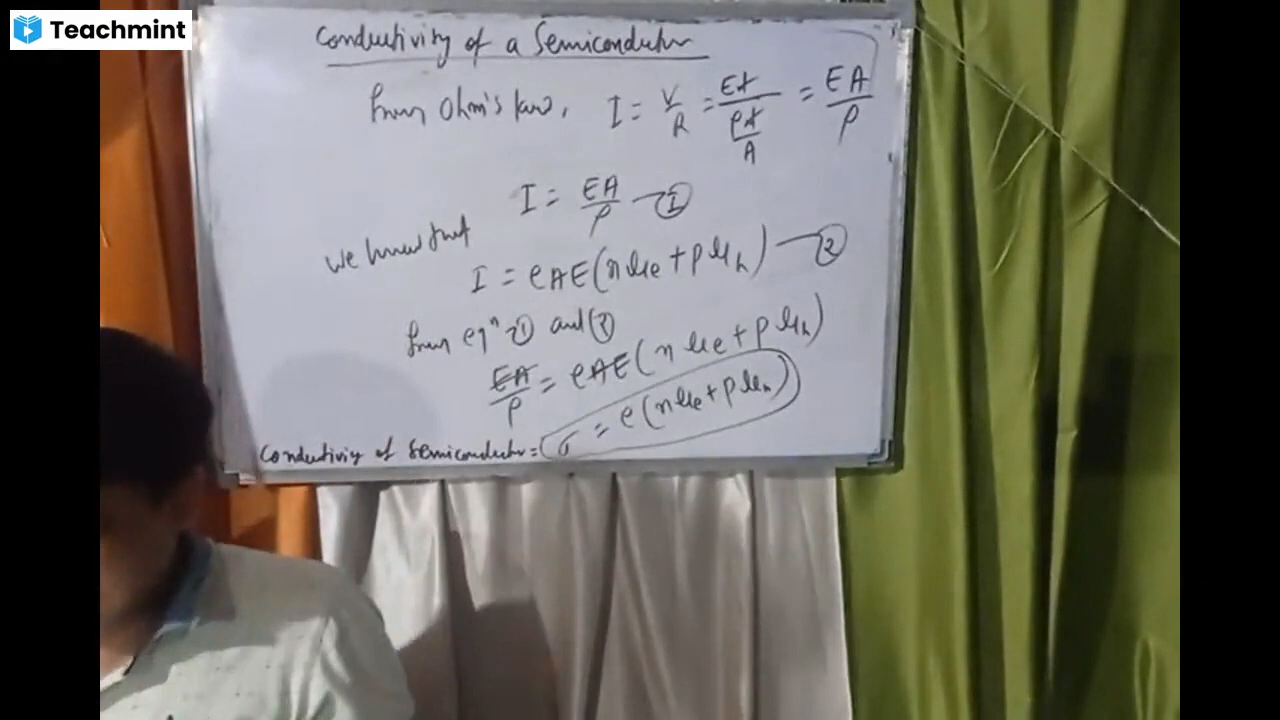 Teachmint
Conductivity of a Semiconductor
from Ohm's law, I = V/R = El/(ρl/A) = EA/ρ
I = EA/ρ — ①
we know that
I = eAE(nμe + pμh) — ②
from eqn ① and ②
EA/ρ = eAE(nμe + pμh)
σ = e(nμe + pμh)
Conductiviy of Semiconductor =